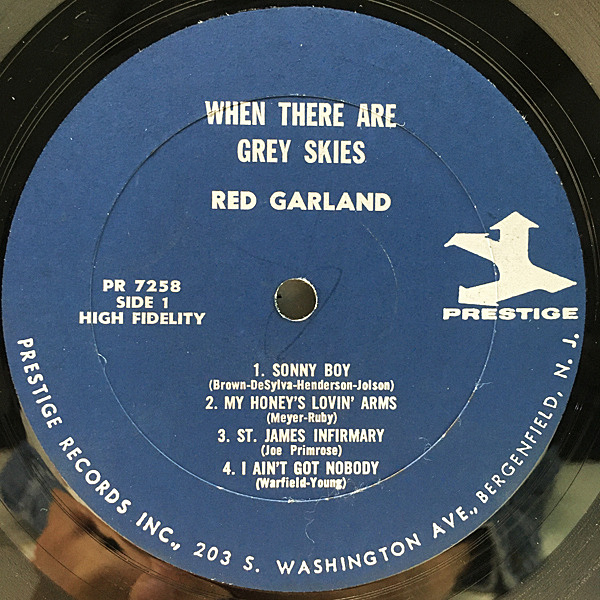 WHEN THERE ARE
GREY SKIES
RED GARLAND
PR 7258
SIDE 1
HIGH FIDELITY
PRESTIGE
1. SONNY BOY
(Brown-DeSylva-Henderson-Jolson)
2. MY HONEY'S LOVIN' ARMS
(Meyer-Ruby)
3. ST. JAMES INFIRMARY
(Joe Primrose)
4. I AIN'T GOT NOBODY
(Warfield-Young)
PRESTIGE RECORDS INC., 203 S. WASHINGTON AVE., BERGENFIELD, N. J.